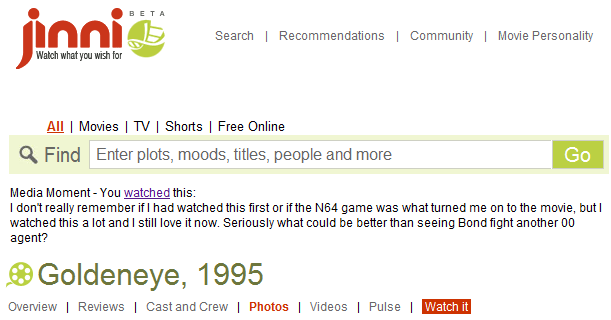 jinni BETA
Watch what you wish for
Search | Recommendations | Community | Movie Personality
All | Movies | TV | Shorts | Free Online
Find Enter plots, moods, titles, people and more Go
Media Moment - You watched this:
I don't really remember if I had watched this first or if the N64 game was what turned me on to the movie, but I
watched this a lot and I still love it now. Seriously what could be better than seeing Bond fight another 00
agent?
Goldeneye, 1995
Overview | Reviews | Cast and Crew | Photos | Videos | Pulse | Watch it